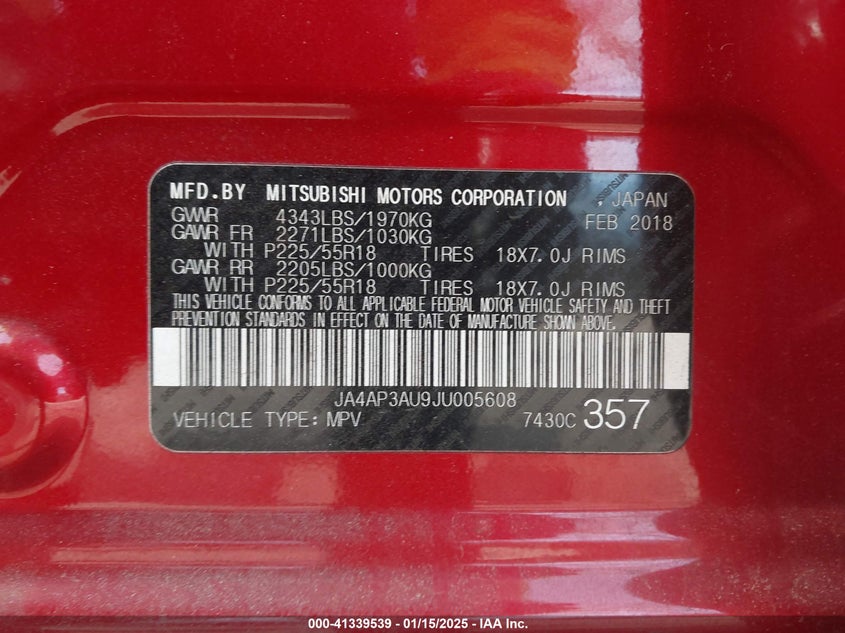 MFD.BY MITSUBISHI MOTORS CORPORATION , JAPAN
GWWR 4343LBS/1970KG FEB 2018
GAWR FR 2271LBS/1030KG
WITH P225/55R18 TIRES 18X7.0J RIMS
GAWR RR 2205LBS/1000KG
WITH P225/55R18 TIRES 18X7.0J RIMS
THIS VEHICLE CONFORMS TO ALL APPLICABLE FEDERAL MOTOR VEHICLE SAFETY AND THEFT
PREVENTION STANDARDS IN EFFECT ON THE DATE OF MANUFACTURE SHOWN ABOVE.
JA4AP3AU9JU005608
VEHICLE TYPE: MPV 7430C 357
000-41339539 - 01/15/2025 - © IAA Inc.